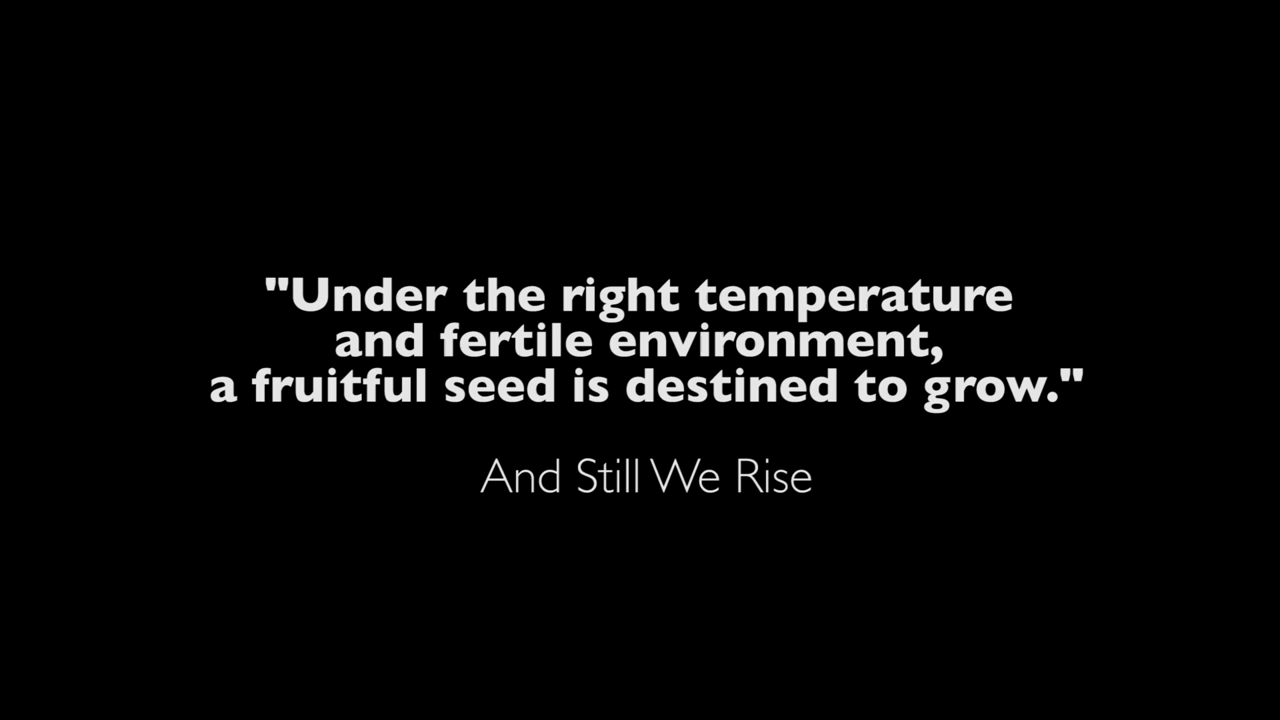 "Under the right temperature
and fertile environment,
a fruitful seed is destined to grow."
And Still We Rise